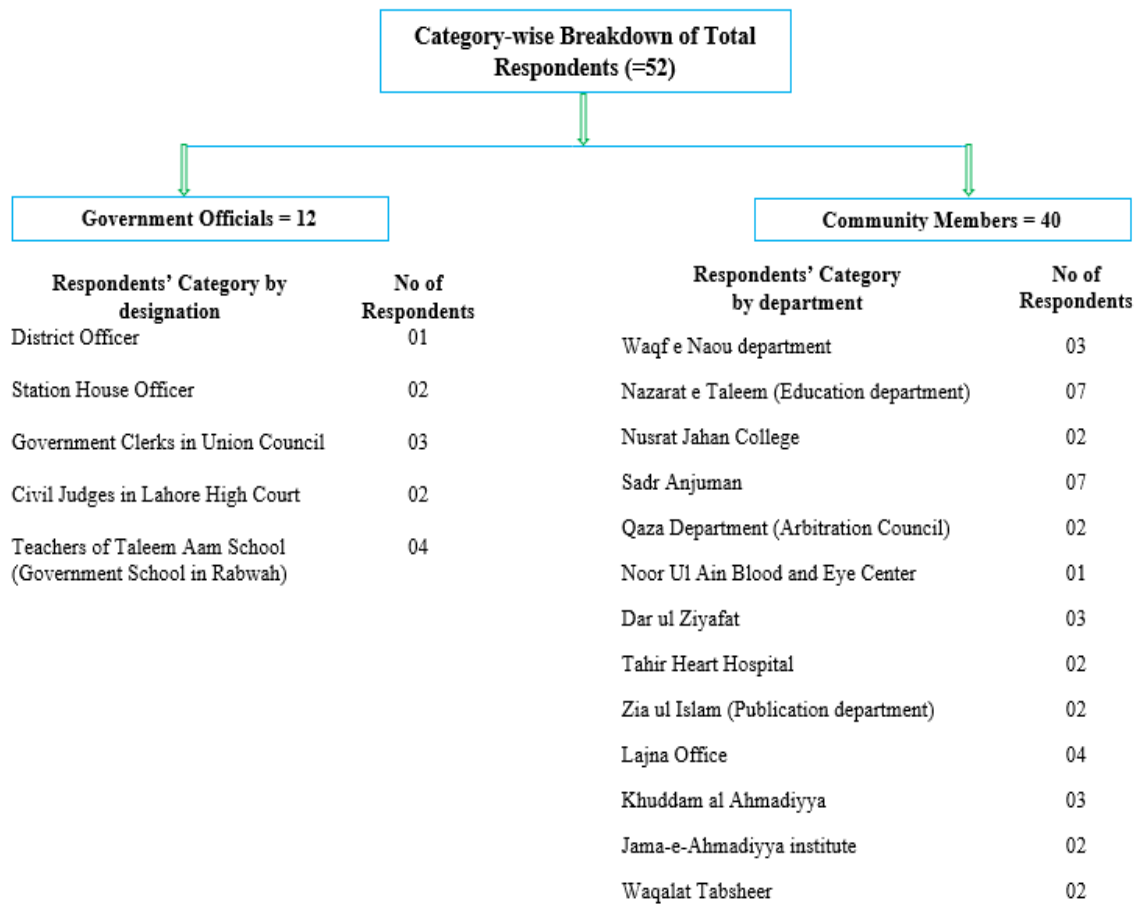 Category-wise Breakdown of Total
Respondents (=52)
Government Officials = 12
Respondents’ Category by designation No of Respondents
District Officer 01
Station House Officer 02
Government Clerks in Union Council 03
Civil Judges in Lahore High Court 02
Teachers of Taleem Aam School 04
(Government School in Rabwah)
Community Members = 40
Respondents’ Category by department No of Respondents
Waqf e Naou department 03
Nazarat e Taleem (Education department) 07
Nusrat Jahan College 02
Sadr Anjuman 07
Qaza Department (Arbitration Council) 02
Noor Ul Ain Blood and Eye Center 01
Dar ul Ziyafat 03
Tahir Heart Hospital 02
Zia ul Islam (Publication department) 02
Lajna Office 04
Khuddam al Ahmadiyya 03
Jama-e-Ahmadiyya institute 02
Waqalat Tabsheer 02